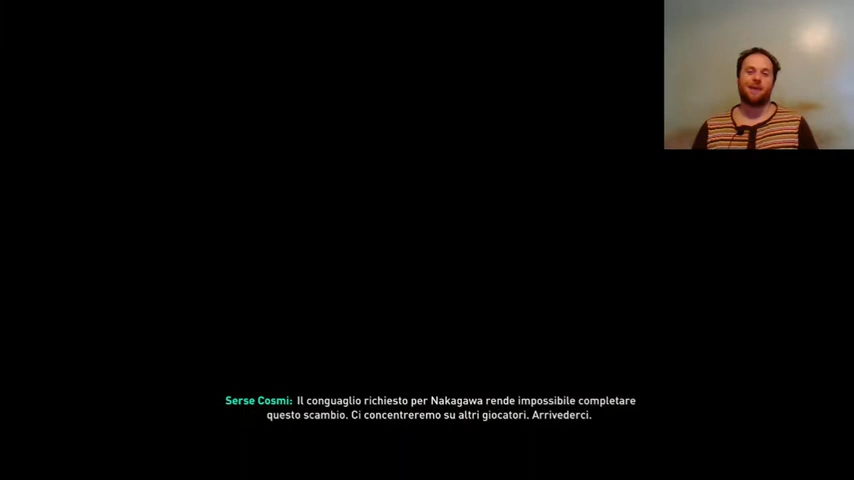 Serse Cosmi: Il conguaglio richiesto per Nakagawa rende impossibile completare
questo scambio. Ci concentreremo su altri giocatori. Arrivederci.